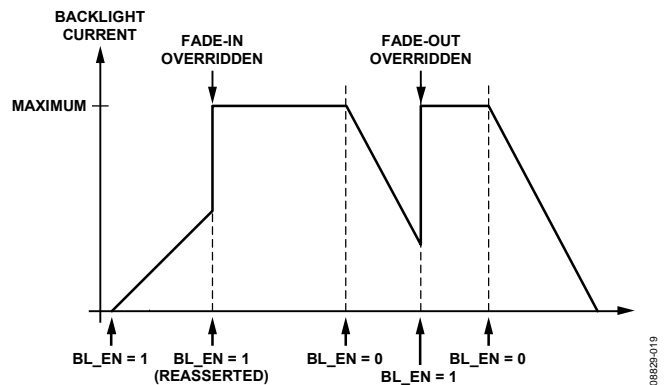 BACKLIGHT
CURRENT
FADE-IN
OVERRIDDEN
FADE-OUT
OVERRIDDEN
MAXIMUM
BL_EN = 1
BL_EN = 1
(REASSERTED)
BL_EN = 0
BL_EN = 1
BL_EN = 0
08829-019